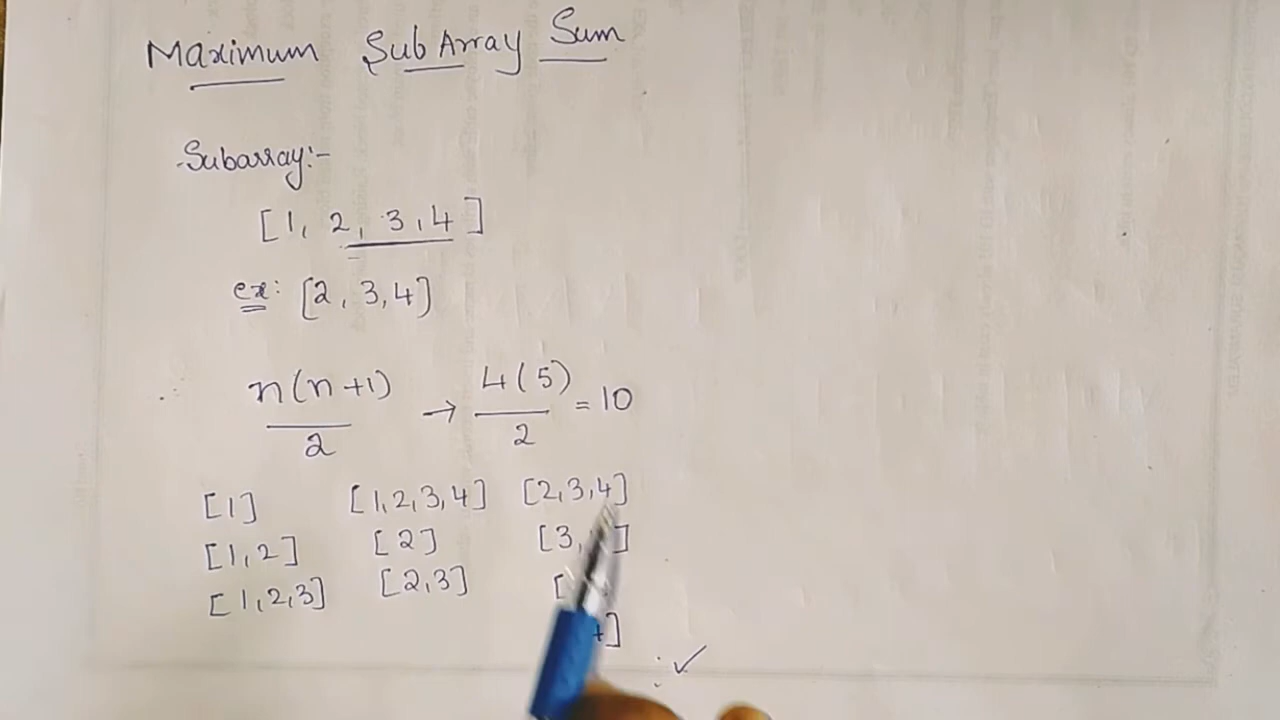 Maximum SubArray Sum
Subarray:-
[1, 2, 3, 4]
ex: [2, 3, 4]
∴ n(n+1)/2 → 4(5)/2 = 10
[1] [1,2,3,4] [2,3,4]
[1,2] [2] [3,
[1,2,3] [2,3] [
]
: ✓